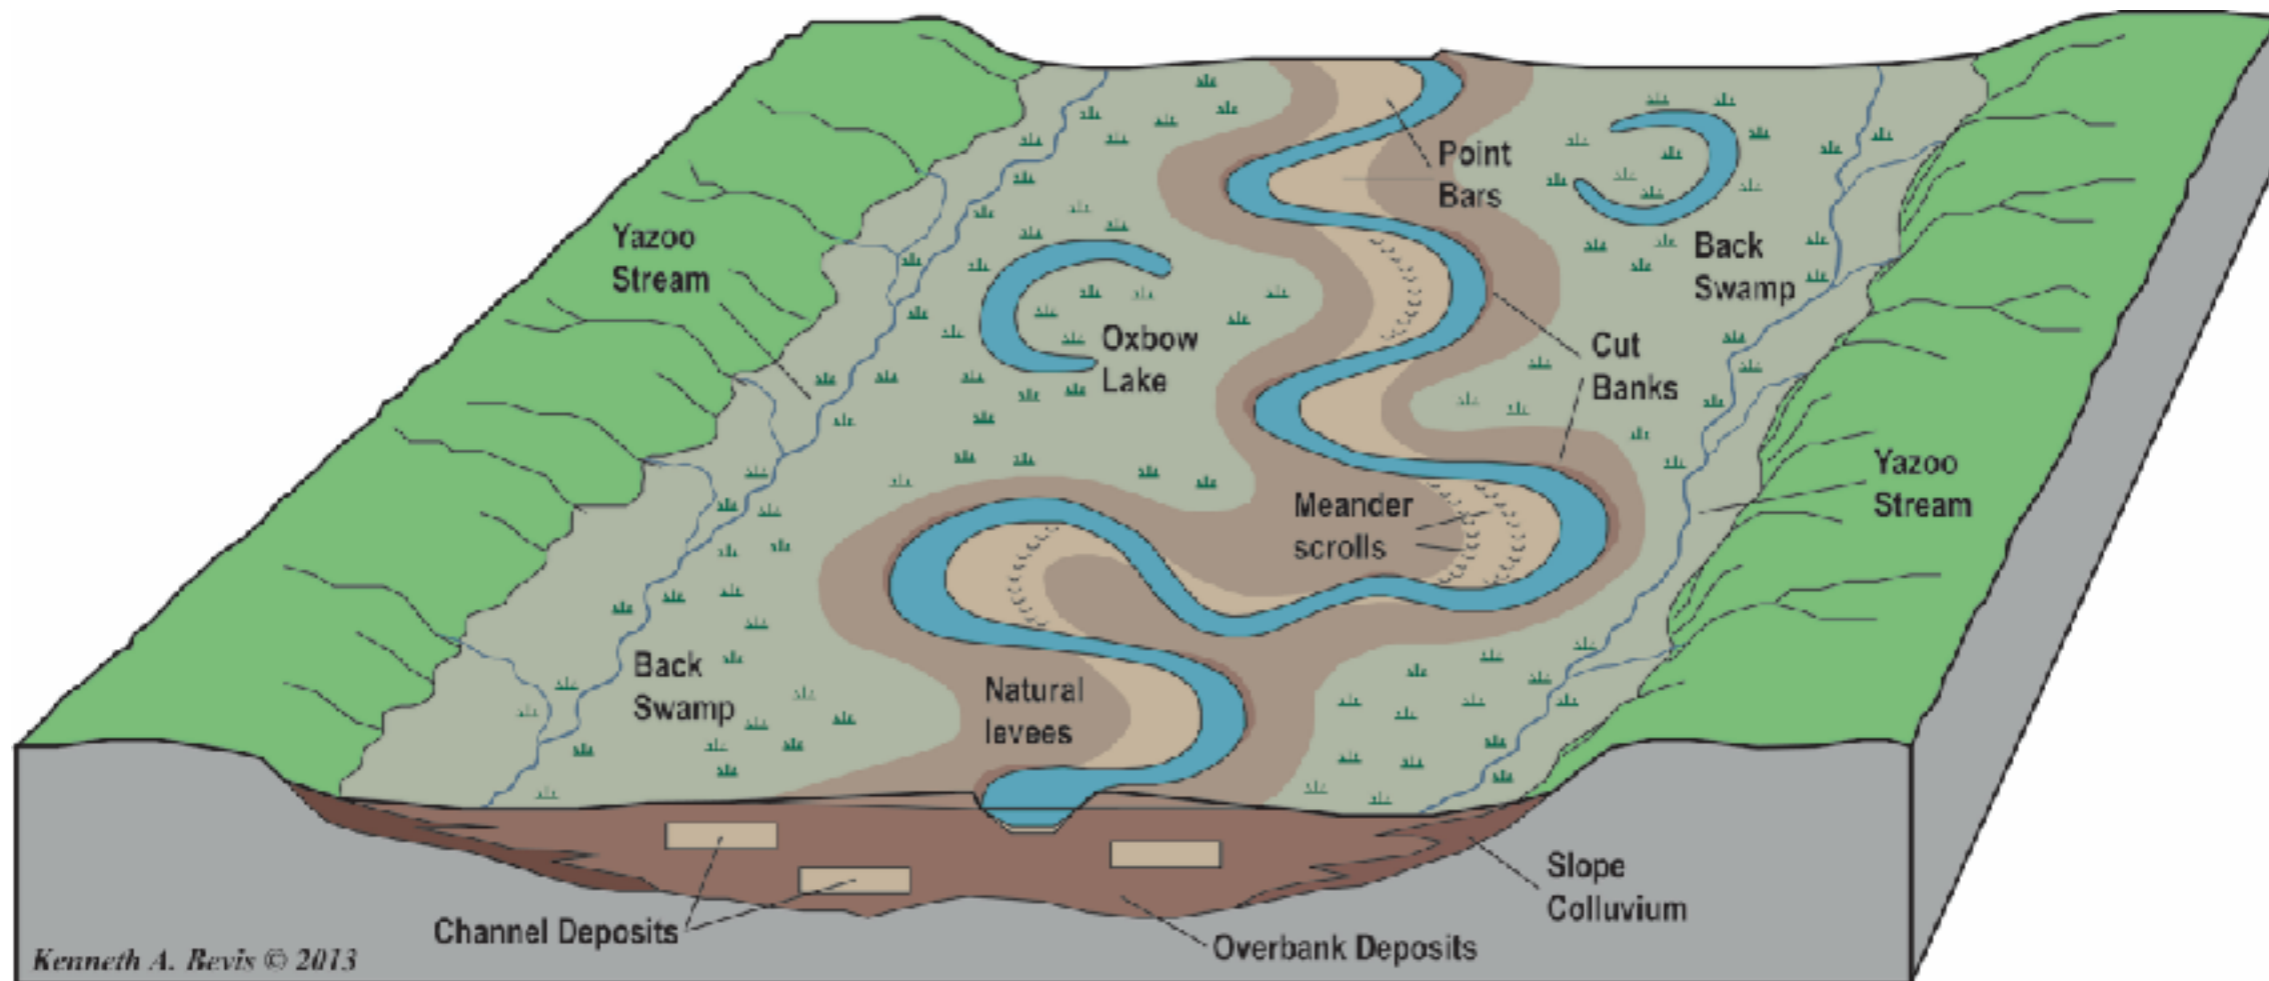 Point
Bars
Yazoo
Stream
Back
Swamp
Oxbow
Lake
Cut
Banks
Yazoo
Stream
Meander
scrolls
Back
Swamp
Natural
levees
Slope
Colluvium
Channel Deposits
Overbank Deposits
Kenneth A. Bevis © 2013